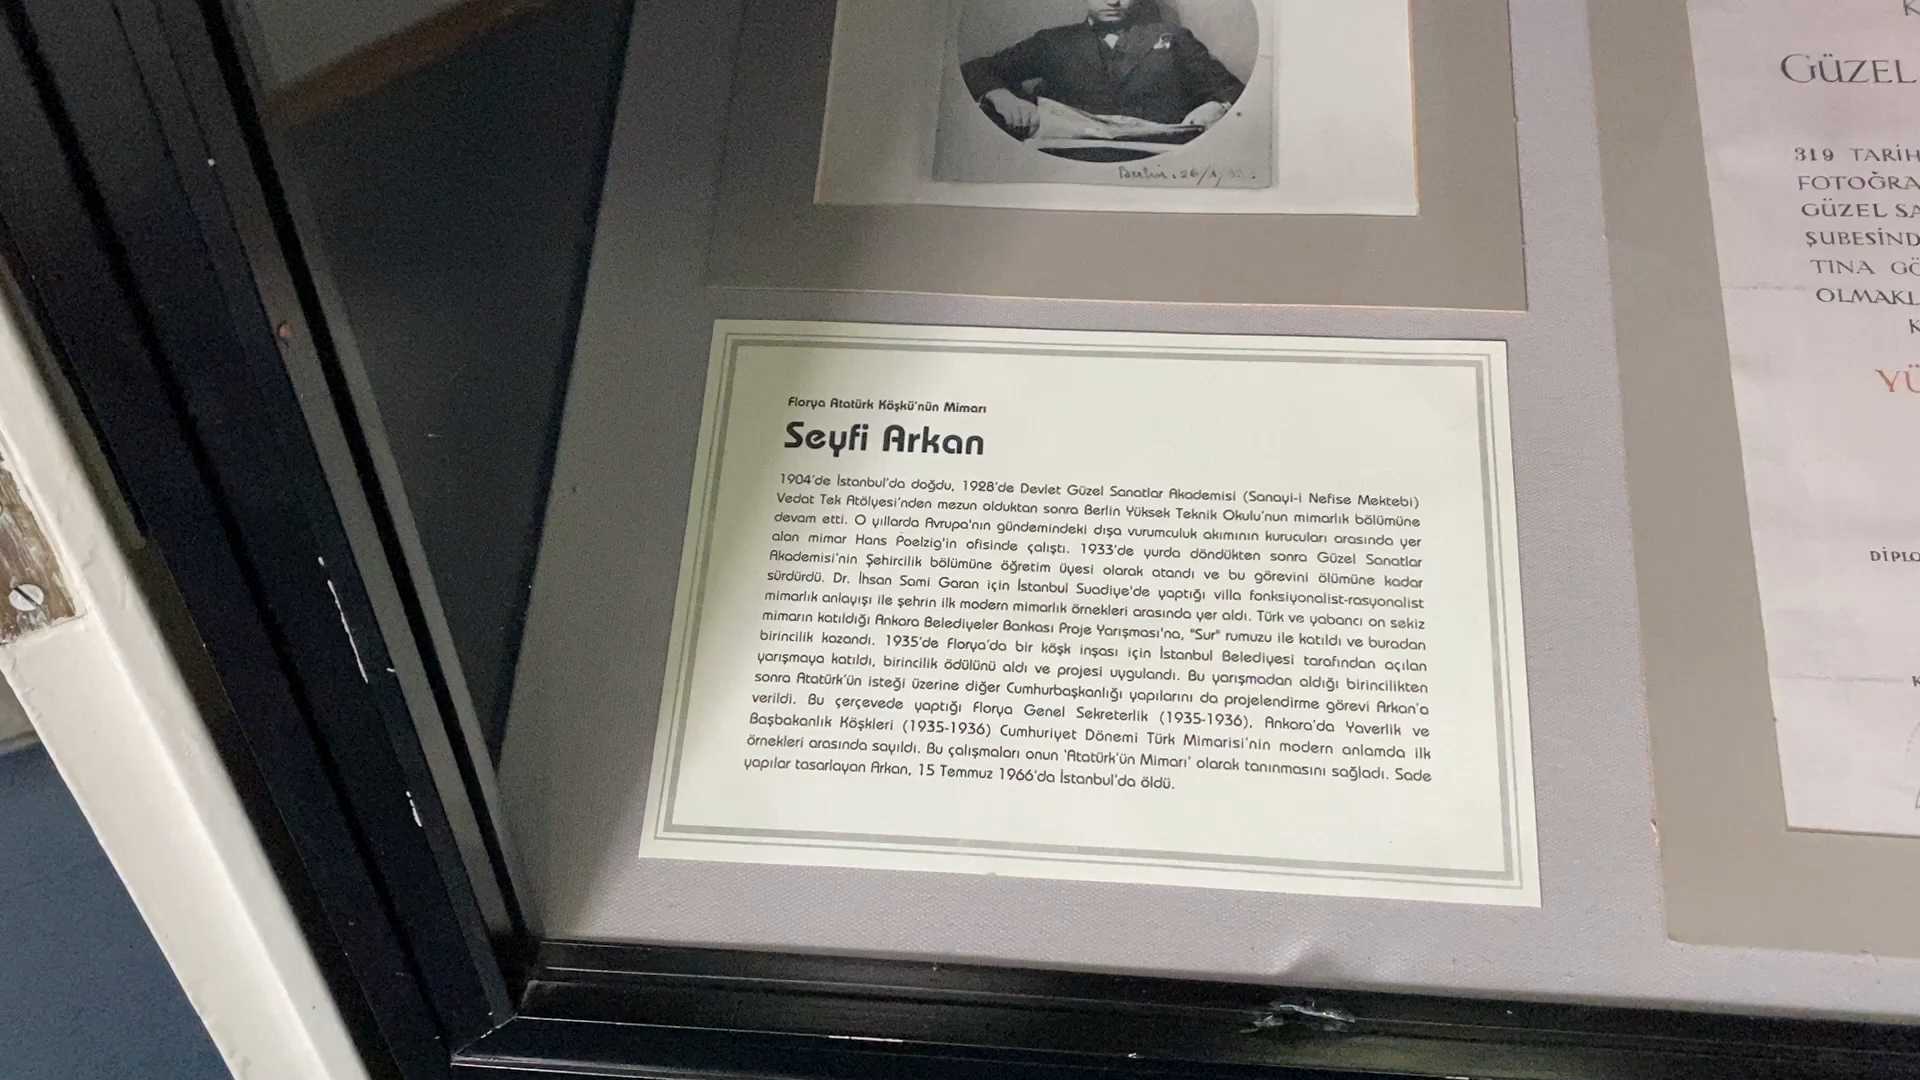 Berlin, 26/1/
Florya Atatürk Köşkü'nün Mimarı
Seyfi Arkan
1904'de İstanbul'da doğdu, 1928'de Devlet Güzel Sanatlar Akademisi (Sanayi-i Nefise Mektebi)
Vedat Tek Atölyesi'nden mezun olduktan sonra Berlin Yüksek Teknik Okulu'nun mimarlık bölümüne
devam etti. O yıllarda Avrupa'nın gündemindeki dışa vurumculuk akımının kurucuları arasında yer
alan mimar Hans Poelzig'in ofisinde çalıştı. 1933'de yurda döndükten sonra Güzel Sanatlar
Akademisi'nin Şehircilik bölümüne öğretim üyesi olarak atandı ve bu görevini ölümüne kadar
sürdürdü. Dr. İhsan Sami Garan için İstanbul Suadiye'de yaptığı villa fonksiyonalist-rasyonalist
mimarlık anlayışı ile şehrin ilk modern mimarlık örnekleri arasında yer aldı. Türk ve yabancı on sekiz
mimarın katıldığı Ankara Belediyeler Bankası Proje Yarışması'na, "Sur" rumuzu ile katıldı ve buradan
birincilik kazandı. 1935'de Florya'da bir köşk inşası için İstanbul Belediyesi tarafından açılan
yarışmaya katıldı, birincilik ödülünü aldı ve projesi uygulandı. Bu yarışmadan aldığı birincilikten
sonra Atatürk'ün isteği üzerine diğer Cumhurbaşkanlığı yapılarını da projelendirme görevi Arkan'a
verildi. Bu çerçevede yaptığı Florya Genel Sekreterlik (1935-1936), Ankara'da Yaverlik ve
Başbakanlık Köşkleri (1935-1936) Cumhuriyet Dönemi Türk Mimarisi'nin modern anlamda ilk
örnekleri arasında sayıldı. Bu çalışmaları onun 'Atatürk'ün Mimarı' olarak tanınmasını sağladı. Sade
yapılar tasarlayan Arkan, 15 Temmuz 1966'da İstanbul'da öldü.
GÜZEL
319 TARİH
FOTOĞRA
GÜZEL SA
ŞUBESİND
TINA GÖ
OLMAKL
K
YÜ
DİPLO
K